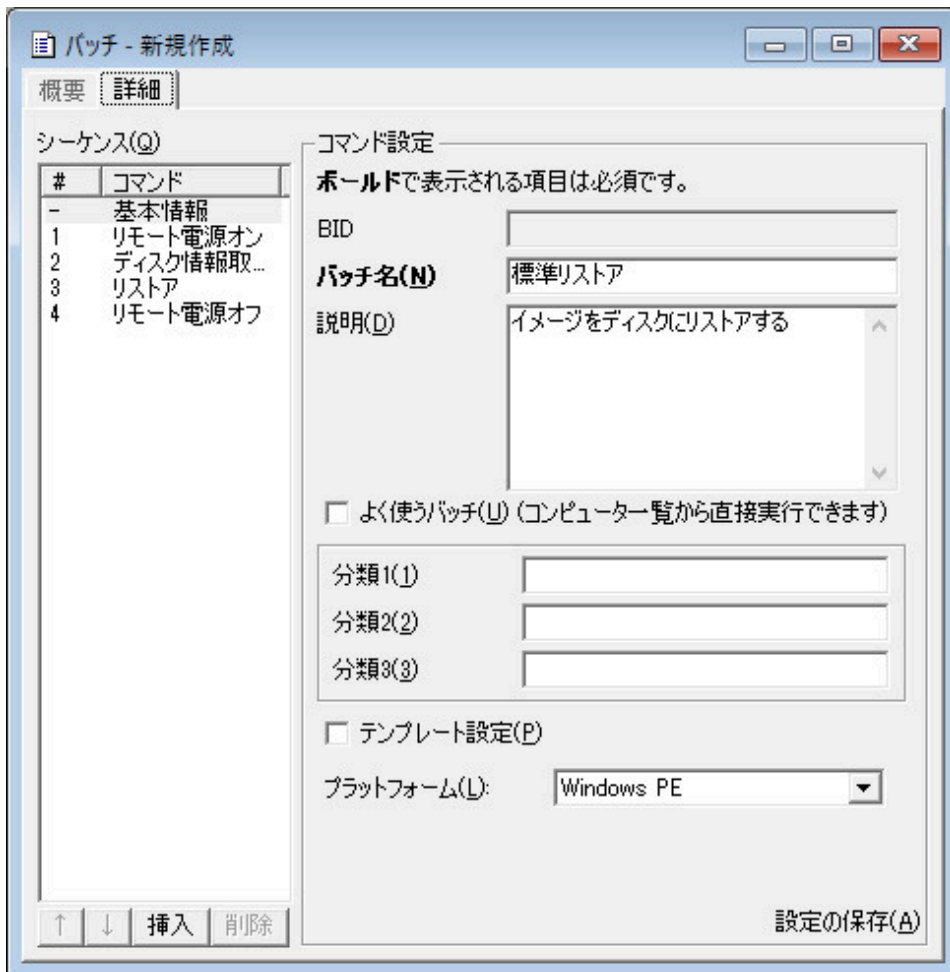 バッチ - 新規作成
概要 詳細
シーケンス(Q)
# コマンド
- 基本情報
1 リモート電源オン
2 ディスク情報取...
3 リストア
4 リモート電源オフ
↑ ↓ 挿入 削除
コマンド設定
ボールドで表示される項目は必須です。
BID
バッチ名(N) 標準リストア
説明(D) イメージをディスクにリストアする
よく使うバッチ(U) (コンピューター覧から直接実行できます)
分類1(1)
分類2(2)
分類3(3)
テンプレート設定(P)
プラットフォーム(L): Windows PE
設定の保存(A)